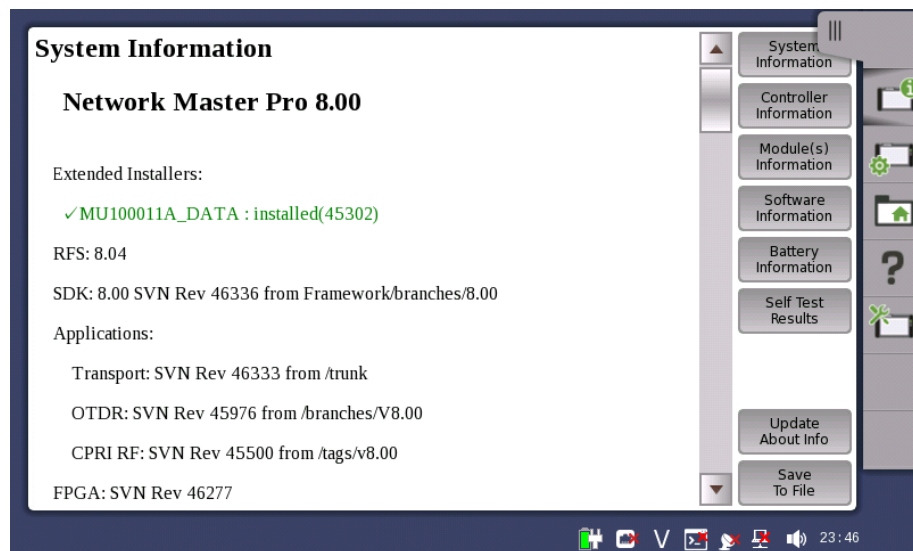 System Information
Network Master Pro 8.00
Extended Installers:
✓MU100011A_DATA : installed(45302)
RFS: 8.04
SDK: 8.00 SVN Rev 46336 from Framework/branches/8.00
Applications:
Transport: SVN Rev 46333 from /trunk
OTDR: SVN Rev 45976 from /branches/V8.00
CPRI RF: SVN Rev 45500 from /tags/v8.00
FPGA: SVN Rev 46277
System
Information
Controller
Information
Module(s)
Information
Software
Information
Battery
Information
Self Test
Results
Update
About Info
Save
To File
V
23:46